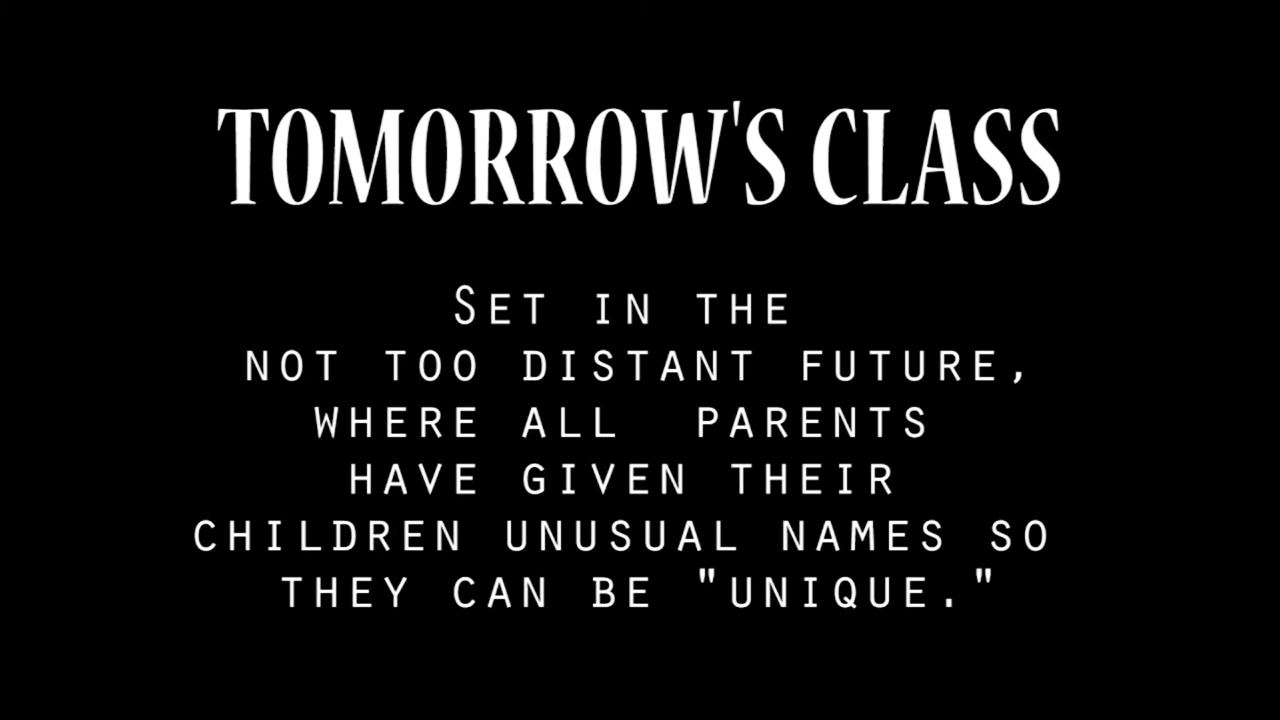 TOMORROW'S CLASS
SET IN THE
NOT TOO DISTANT FUTURE,
WHERE ALL PARENTS
HAVE GIVEN THEIR
CHILDREN UNUSUAL NAMES SO
THEY CAN BE "UNIQUE."